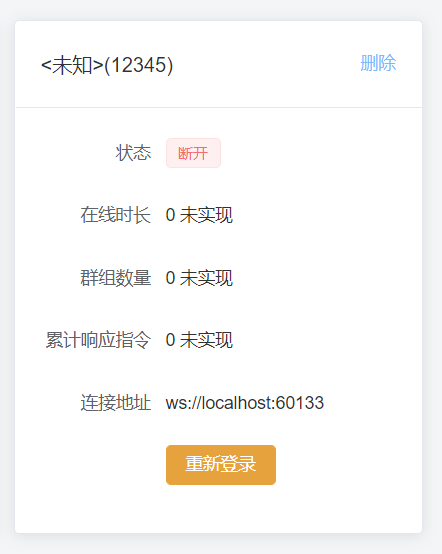 <未知>(12345) 删除
状态 断开
在线时长 0 未实现
群组数量 0 未实现
累计响应指令 0 未实现
连接地址 ws://localhost:60133
重新登录